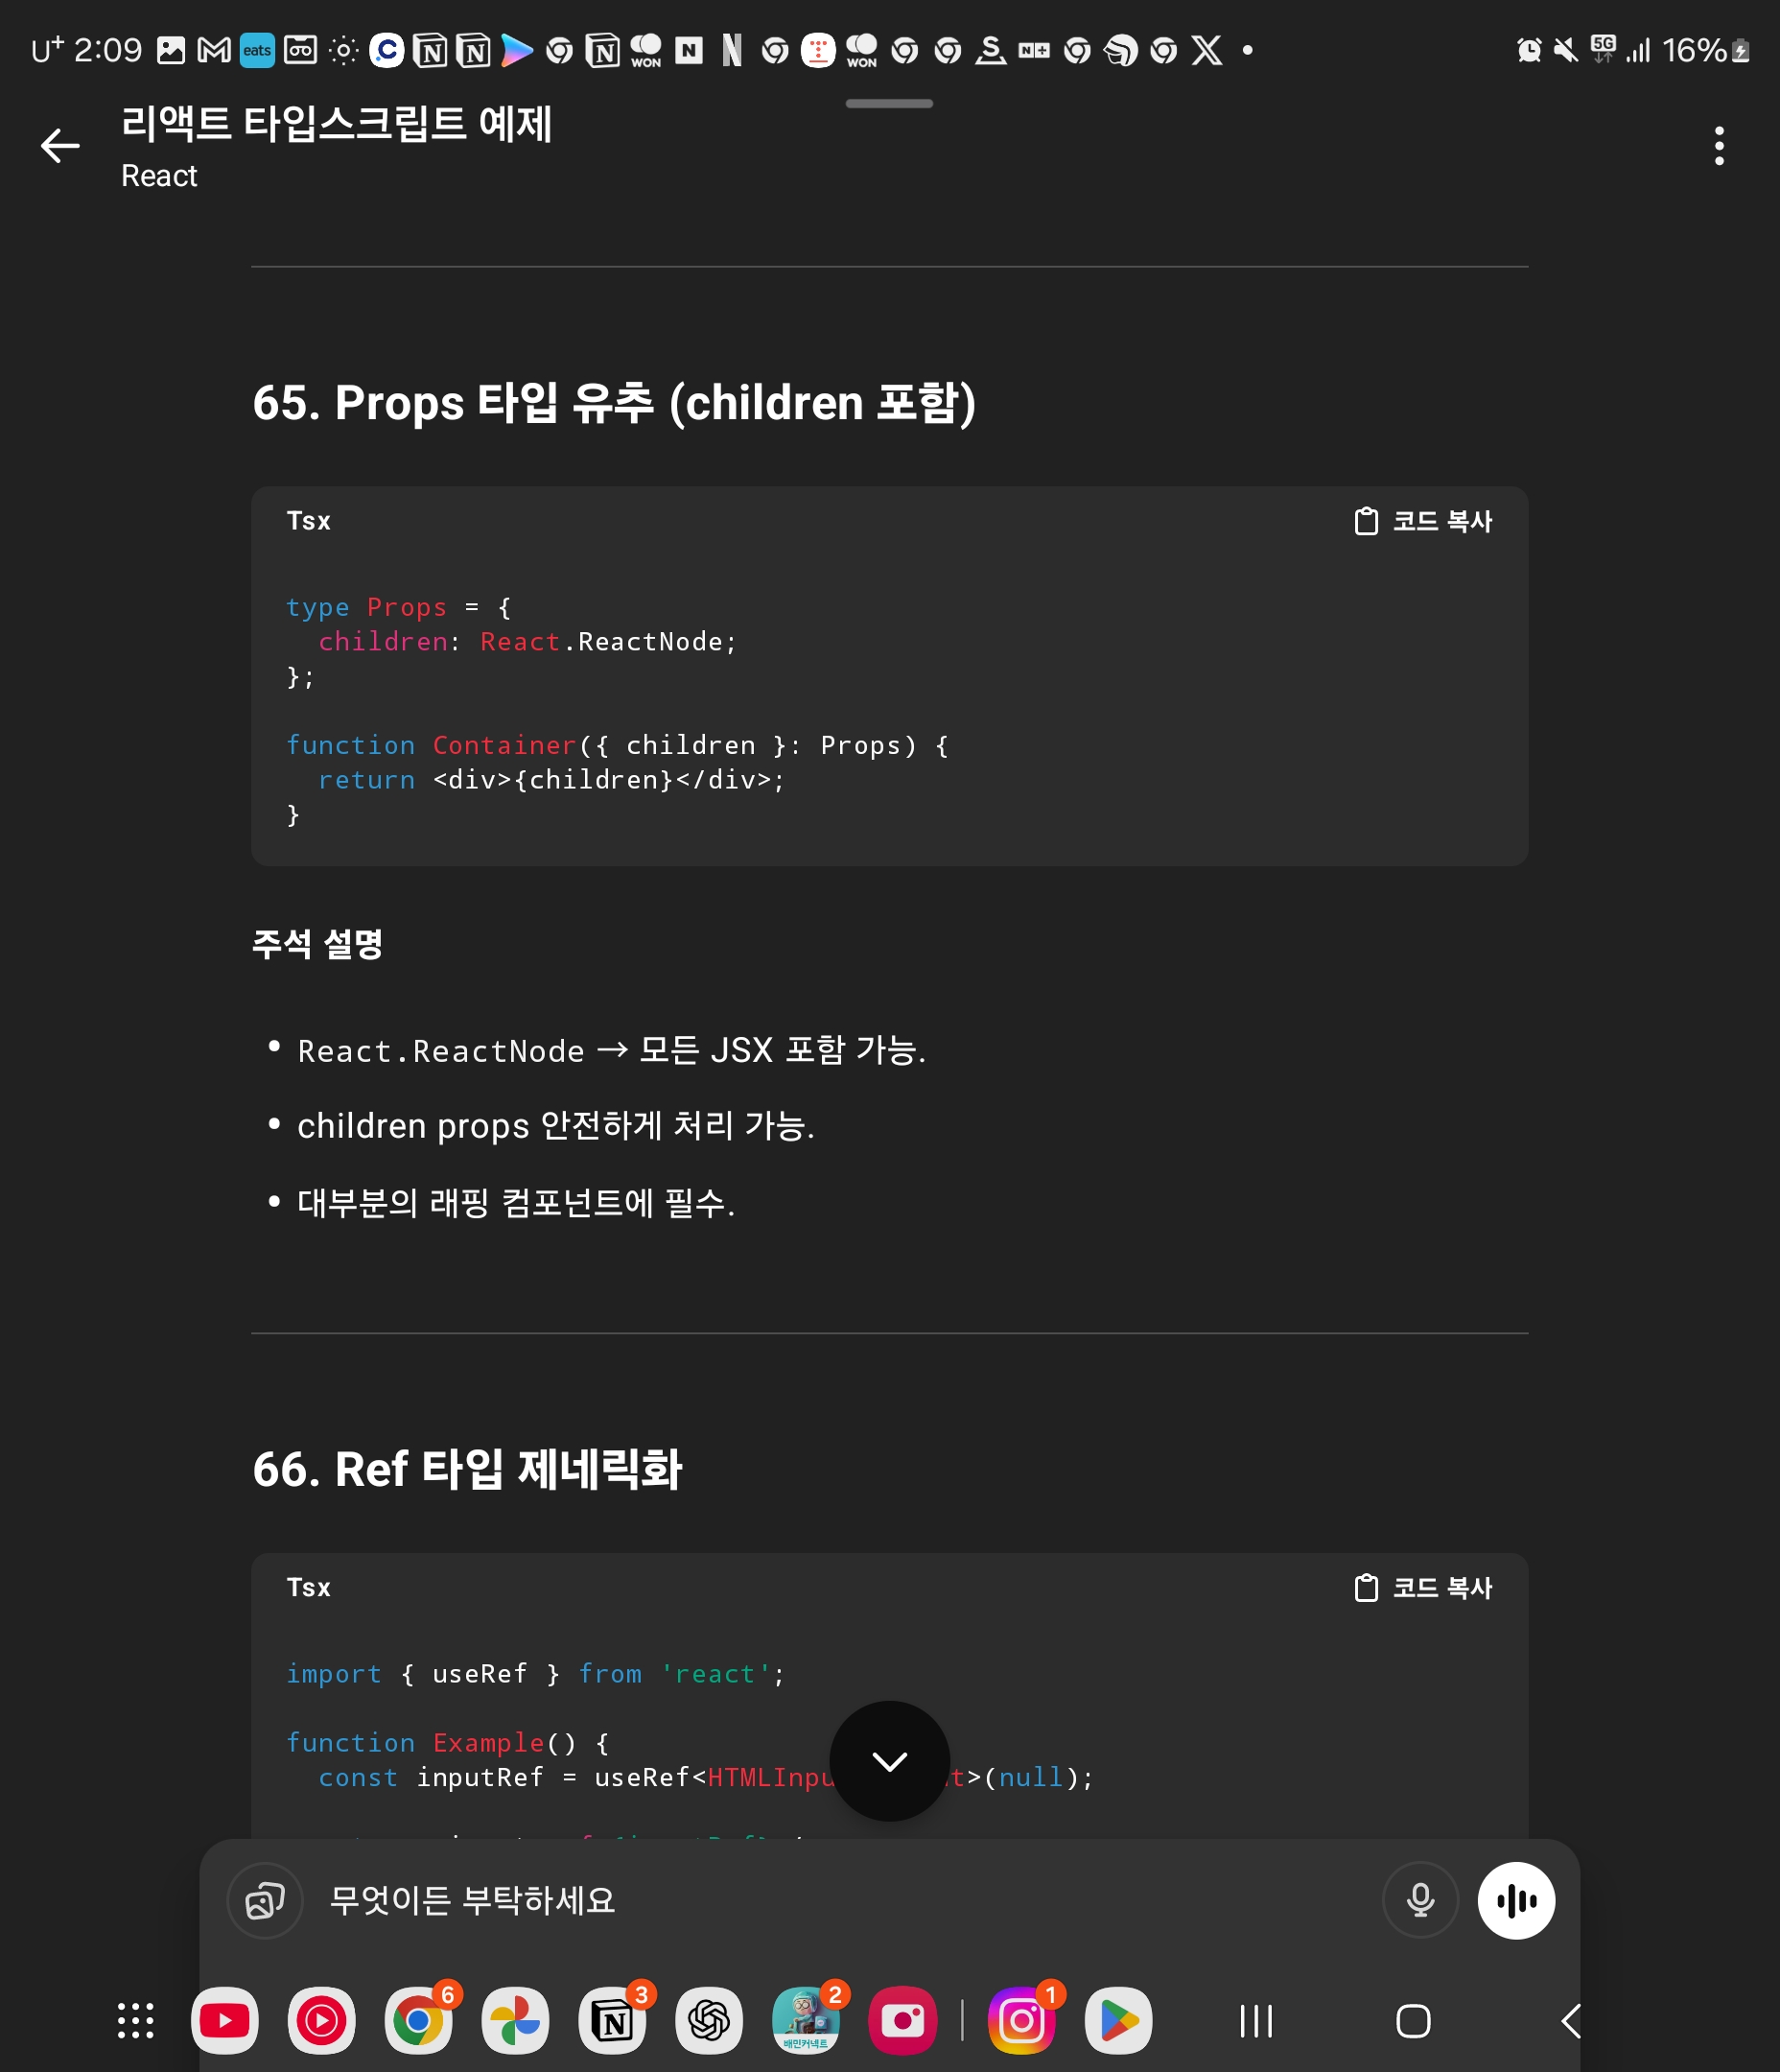 U+ 2:09 eats WON WON N+ 5G 16%
리액트 타입스크립트 예제
React
65. Props 타입 유추 (children 포함)
Tsx 코드 복사
type Props = {
  children: React.ReactNode;
};
function Container({ children }: Props) {
  return <div>{children}</div>;
}
주석 설명
• React.ReactNode → 모든 JSX 포함 가능.
• children props 안전하게 처리 가능.
• 대부분의 래핑 컴포넌트에 필수.
66. Ref 타입 제네릭화
Tsx 코드 복사
import { useRef } from 'react';
function Example() {
  const inputRef = useRef<HTMLInpu t>(null);
무엇이든 부탁하세요
6 3 2 1
배민커넥트